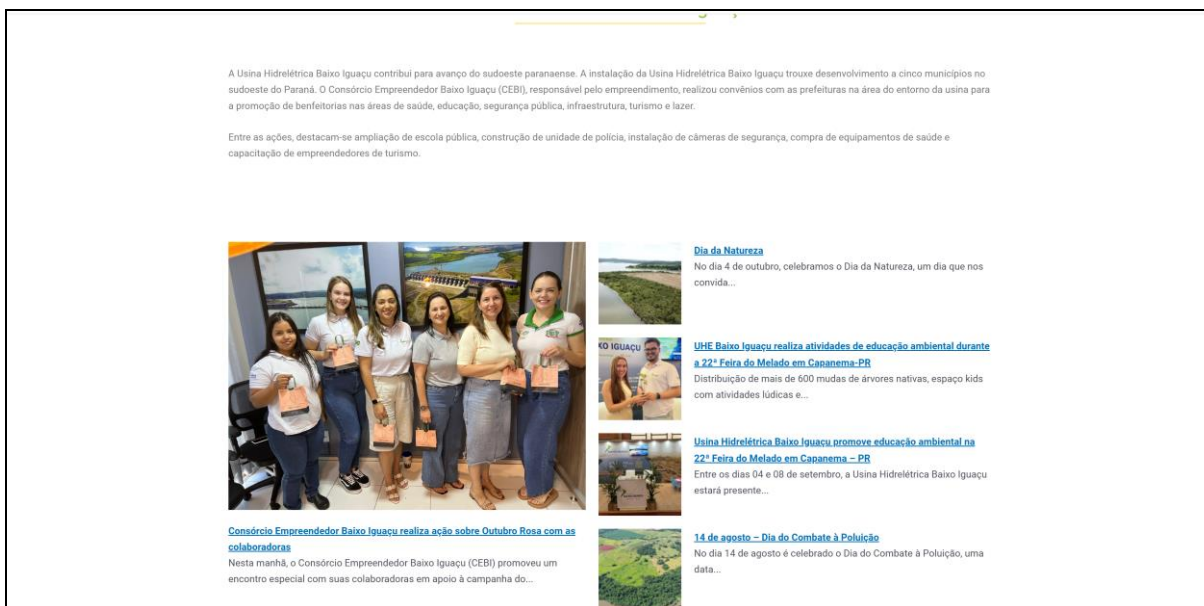 A Usina Hidrelétrica Baixo Iguaçu contribui para avanço do sudoeste paranaense. A instalação da Usina Hidrelétrica Baixo Iguaçu trouxe desenvolvimento a cinco municípios no
sudoeste do Paraná. O Consórcio Empreendedor Baixo Iguaçu (CEBI), responsável pelo empreendimento, realizou convênios com as prefeituras na área do entorno da usina para
a promoção de benfeitorias nas áreas de saúde, educação, segurança pública, infraestrutura, turismo e lazer.
Entre as ações, destacam-se ampliação de escola pública, construção de unidade de polícia, instalação de câmeras de segurança, compra de equipamentos de saúde e
capacitação de empreendedores de turismo.
Consórcio Empreendedor Baixo Iguaçu realiza ação sobre Outubro Rosa com as
colaboradoras
Nesta manhã, o Consórcio Empreendedor Baixo Iguaçu (CEBI) promoveu um
encontro especial com suas colaboradoras em apoio à campanha do...
Dia da Natureza
No dia 4 de outubro, celebramos o Dia da Natureza, um dia que nos
convida...
XO IGUAÇU
UHE Baixo Iguaçu realiza atividades de educação ambiental durante
a 22ª Feira do Melado em Capanema-PR
Distribuição de mais de 600 mudas de árvores nativas, espaço kids
com atividades lúdicas e...
Usina Hidrelétrica Baixo Iguaçu promove educação ambiental na
22ª Feira do Melado em Capanema – PR
Entre os dias 04 e 08 de setembro, a Usina Hidrelétrica Baixo Iguaçu
estará presente...
14 de agosto – Dia do Combate à Poluição
No dia 14 de agosto é celebrado o Dia do Combate à Poluição, uma
data...